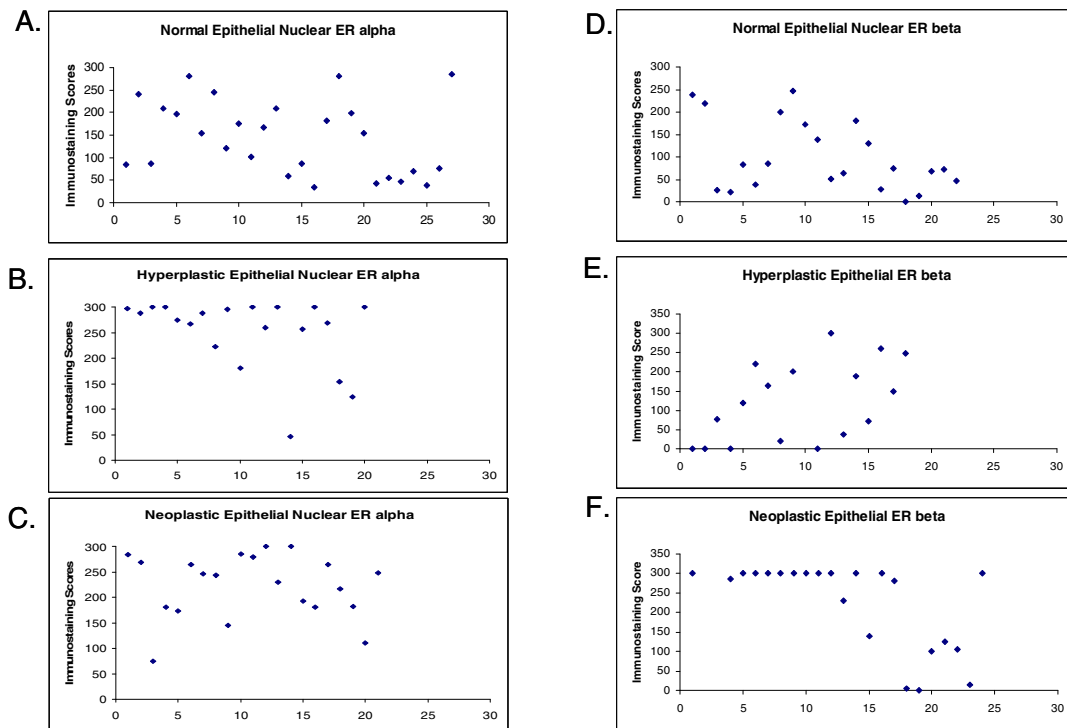 A.
Normal Epithelial Nuclear ER alpha
Immunostaining Scores
300
250
200
150
100
50
0
0 5 10 15 20 25 30
B.
Hyperplastic Epithelial Nuclear ER alpha
Immunostaining Scores
300
250
200
150
100
50
0
0 5 10 15 20 25 30
C.
Neoplastic Epithelial Nuclear ER alpha
Immunostaining Scores
300
250
200
150
100
50
0
0 5 10 15 20 25 30
D.
Normal Epithelial Nuclear ER beta
Immunostaining Scores
300
250
200
150
100
50
0
0 5 10 15 20 25 30
E.
Hyperplastic Epithelial ER beta
Immunostaining Score
350
300
250
200
150
100
50
0
0 5 10 15 20 25 30
F.
Neoplastic Epithelial ER beta
Immunostaining Score
350
300
250
200
150
100
50
0
0 5 10 15 20 25 30